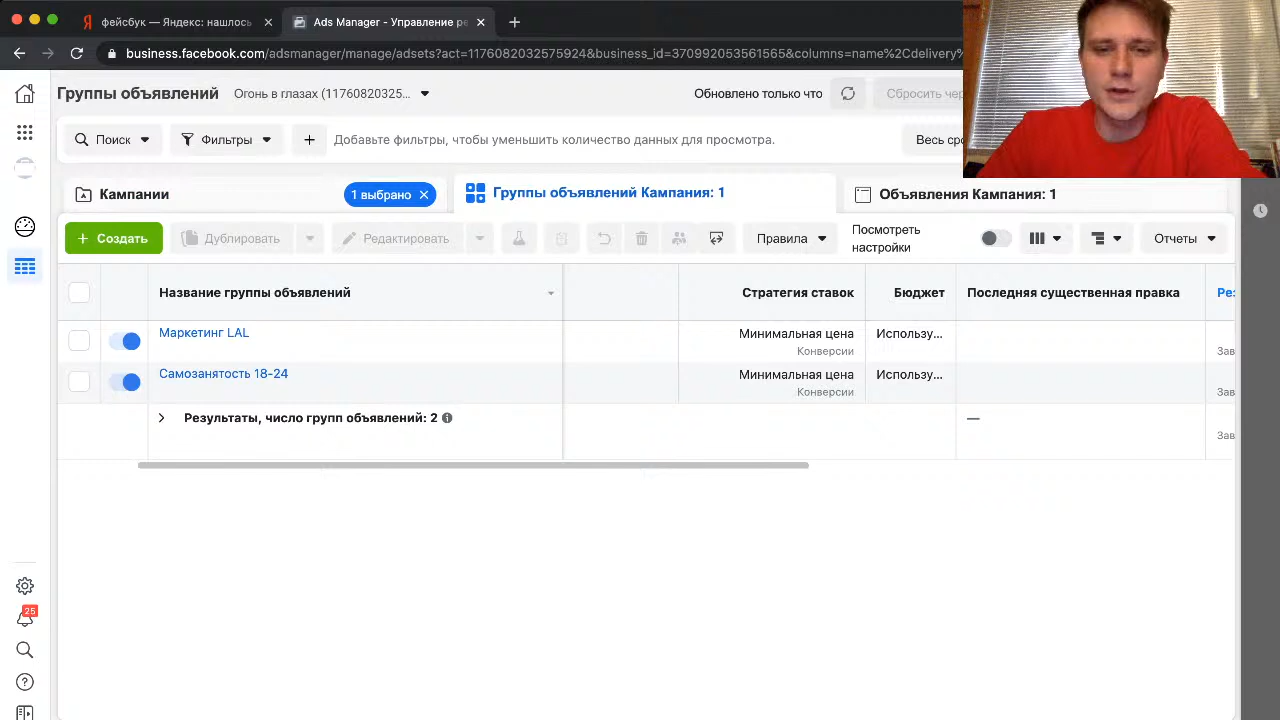 фейсбук — Яндекс: нашлось
Ads Manager - Управление ре
business.facebook.com/adsmanager/manage/adsets?act=1176082032575924&business_id=3709920535615655&columns=name%2Cdelivery%
Группы объявлений
Огонь в глазах (11760820325...
Обновлено только что
Сбросить чер
Поиск
Фильтры
Добавьте фильтры, чтобы уменьшить количество данных для просмотра.
Весь сро
Кампании
1 выбрано
Группы объявлений Кампания: 1
Объявления Кампания: 1
+ Создать
Дублировать
Редактировать
Правила
Посмотреть
настройки
Отчеты
Название группы объявлений
Стратегия ставок
Бюджет
Последняя существенная правка
Рез
Маркетинг LAL
Минимальная цена
Использу...
Конверсии
Зав
Самозанятость 18-24
Минимальная цена
Использу...
Конверсии
Зав
Результаты, число групп объявлений: 2
—
Зав
25